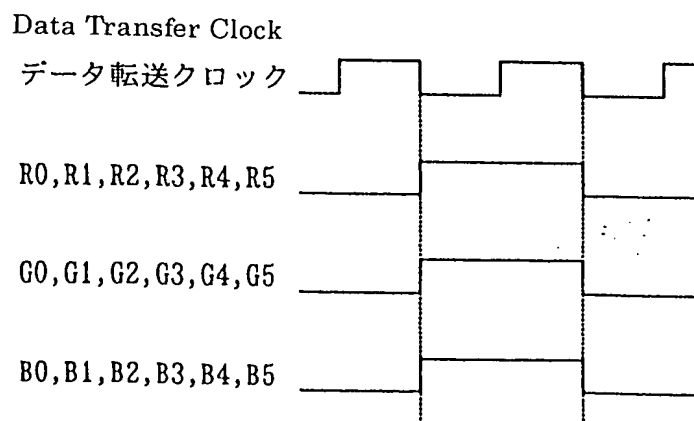 Data Transfer Clock
データ転送クロック
R0,R1,R2,R3,R4,R5
G0,G1,G2,G3,G4,G5
B0,B1,B2,B3,B4,B5